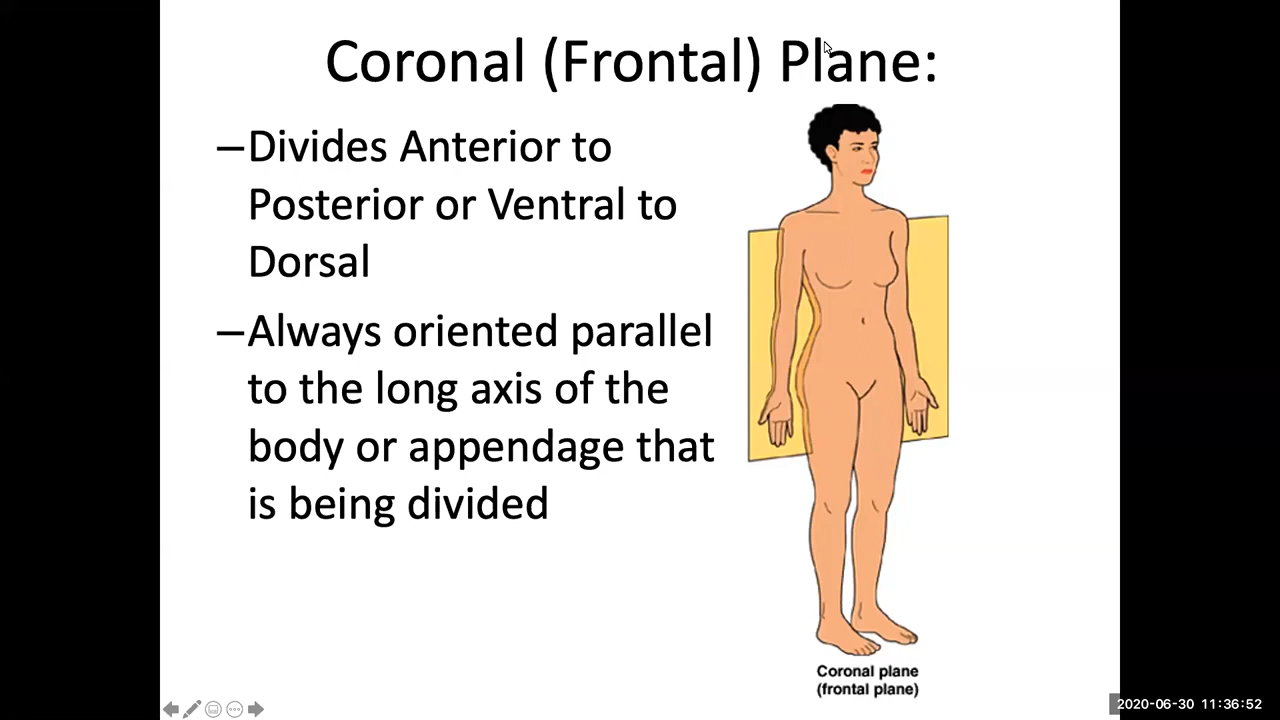 Coronal (Frontal) Plane:
–Divides Anterior to
Posterior or Ventral to
Dorsal
–Always oriented parallel
to the long axis of the
body or appendage that
is being divided
Coronal plane
(frontal plane)
2020-06-30 11:36:52